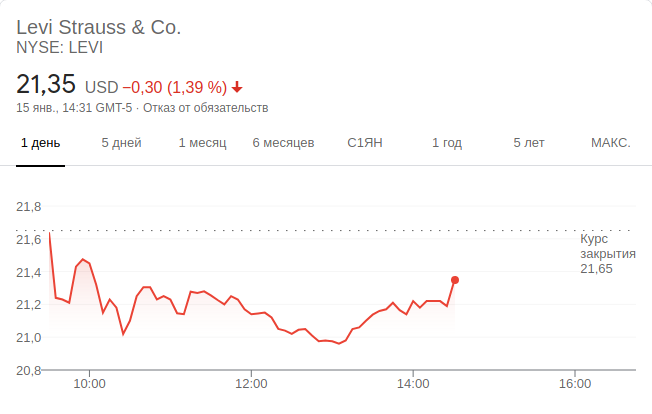 Levi Strauss & Co.
NYSE: LEVI
21,35 USD −0,30 (1,39 %)
15 янв., 14:31 GMT-5 · Отказ от обязательств
1 день 5 дней 1 месяц 6 месяцев С1ЯН 1 год 5 лет МАКС.
21,8
21,6
21,4
21,2
21,0
20,8
Курс
закрытия
21,65
10:00 12:00 14:00 16:00